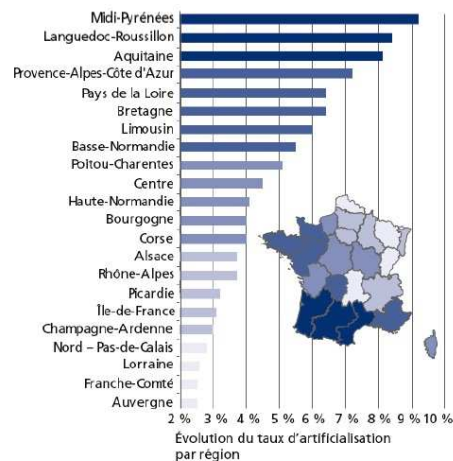 Midi-Pyrénées
Languedoc-Roussillon
Aquitaine
Provence-Alpes-Côte d'Azur
Pays de la Loire
Bretagne
Limousin
Basse-Normandie
Poitou-Charentes
Centre
Haute-Normandie
Bourgogne
Corse
Alsace
Rhône-Alpes
Picardie
Île-de-France
Champagne-Ardenne
Nord – Pas-de-Calais
Lorraine
Franche-Comté
Auvergne
2 % 3 % 4 % 5 % 6 % 7 % 8 % 9 % 10 %
Évolution du taux d'artificialisation
par région